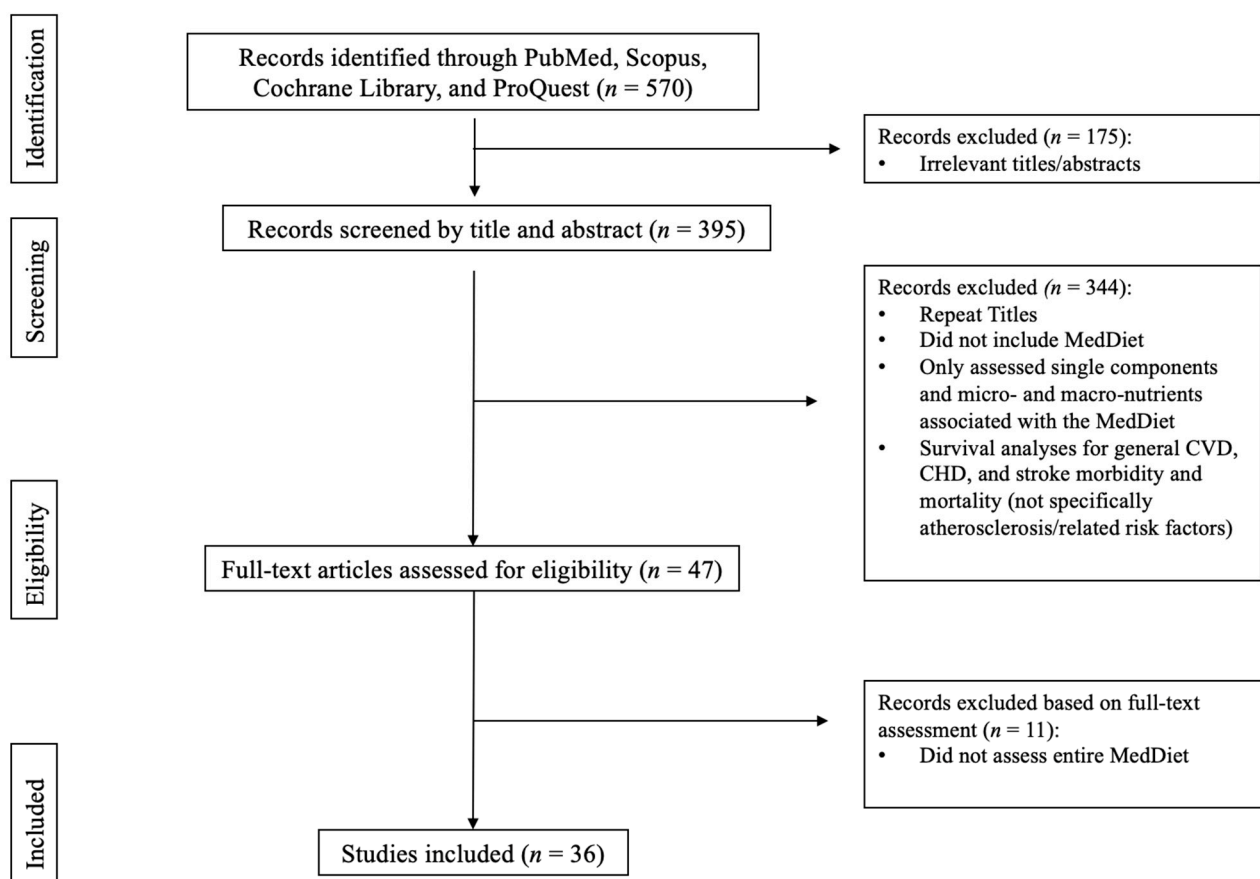 Identification
Records identified through PubMed, Scopus,
Cochrane Library, and ProQuest (n = 570)
Records excluded (n = 175):
• Irrelevant titles/abstracts
Screening
Records screened by title and abstract (n = 395)
Records excluded (n = 344):
• Repeat Titles
• Did not include MedDiet
• Only assessed single components
and micro- and macro-nutrients
associated with the MedDiet
• Survival analyses for general CVD,
CHD, and stroke morbidity and
mortality (not specifically
atherosclerosis/related risk factors)
Eligibility
Full-text articles assessed for eligibility (n = 47)
Records excluded based on full-text
assessment (n = 11):
• Did not assess entire MedDiet
Included
Studies included (n = 36)